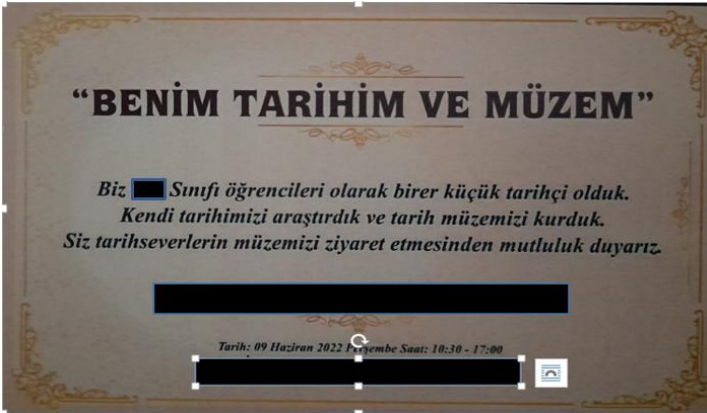 “BENİM TARİHİM VE MÜZEM”
Biz Sınıfı öğrencileri olarak birer küçük tarihçi olduk.
Kendi tarihimizi araştırdık ve tarih müzemizi kurduk.
Siz tarihseverlerin müzemizi ziyaret etmesinden mutluluk duyarız.
Tarih: 09 Haziran 2022 Perşembe Saat: 10:30 - 17:00